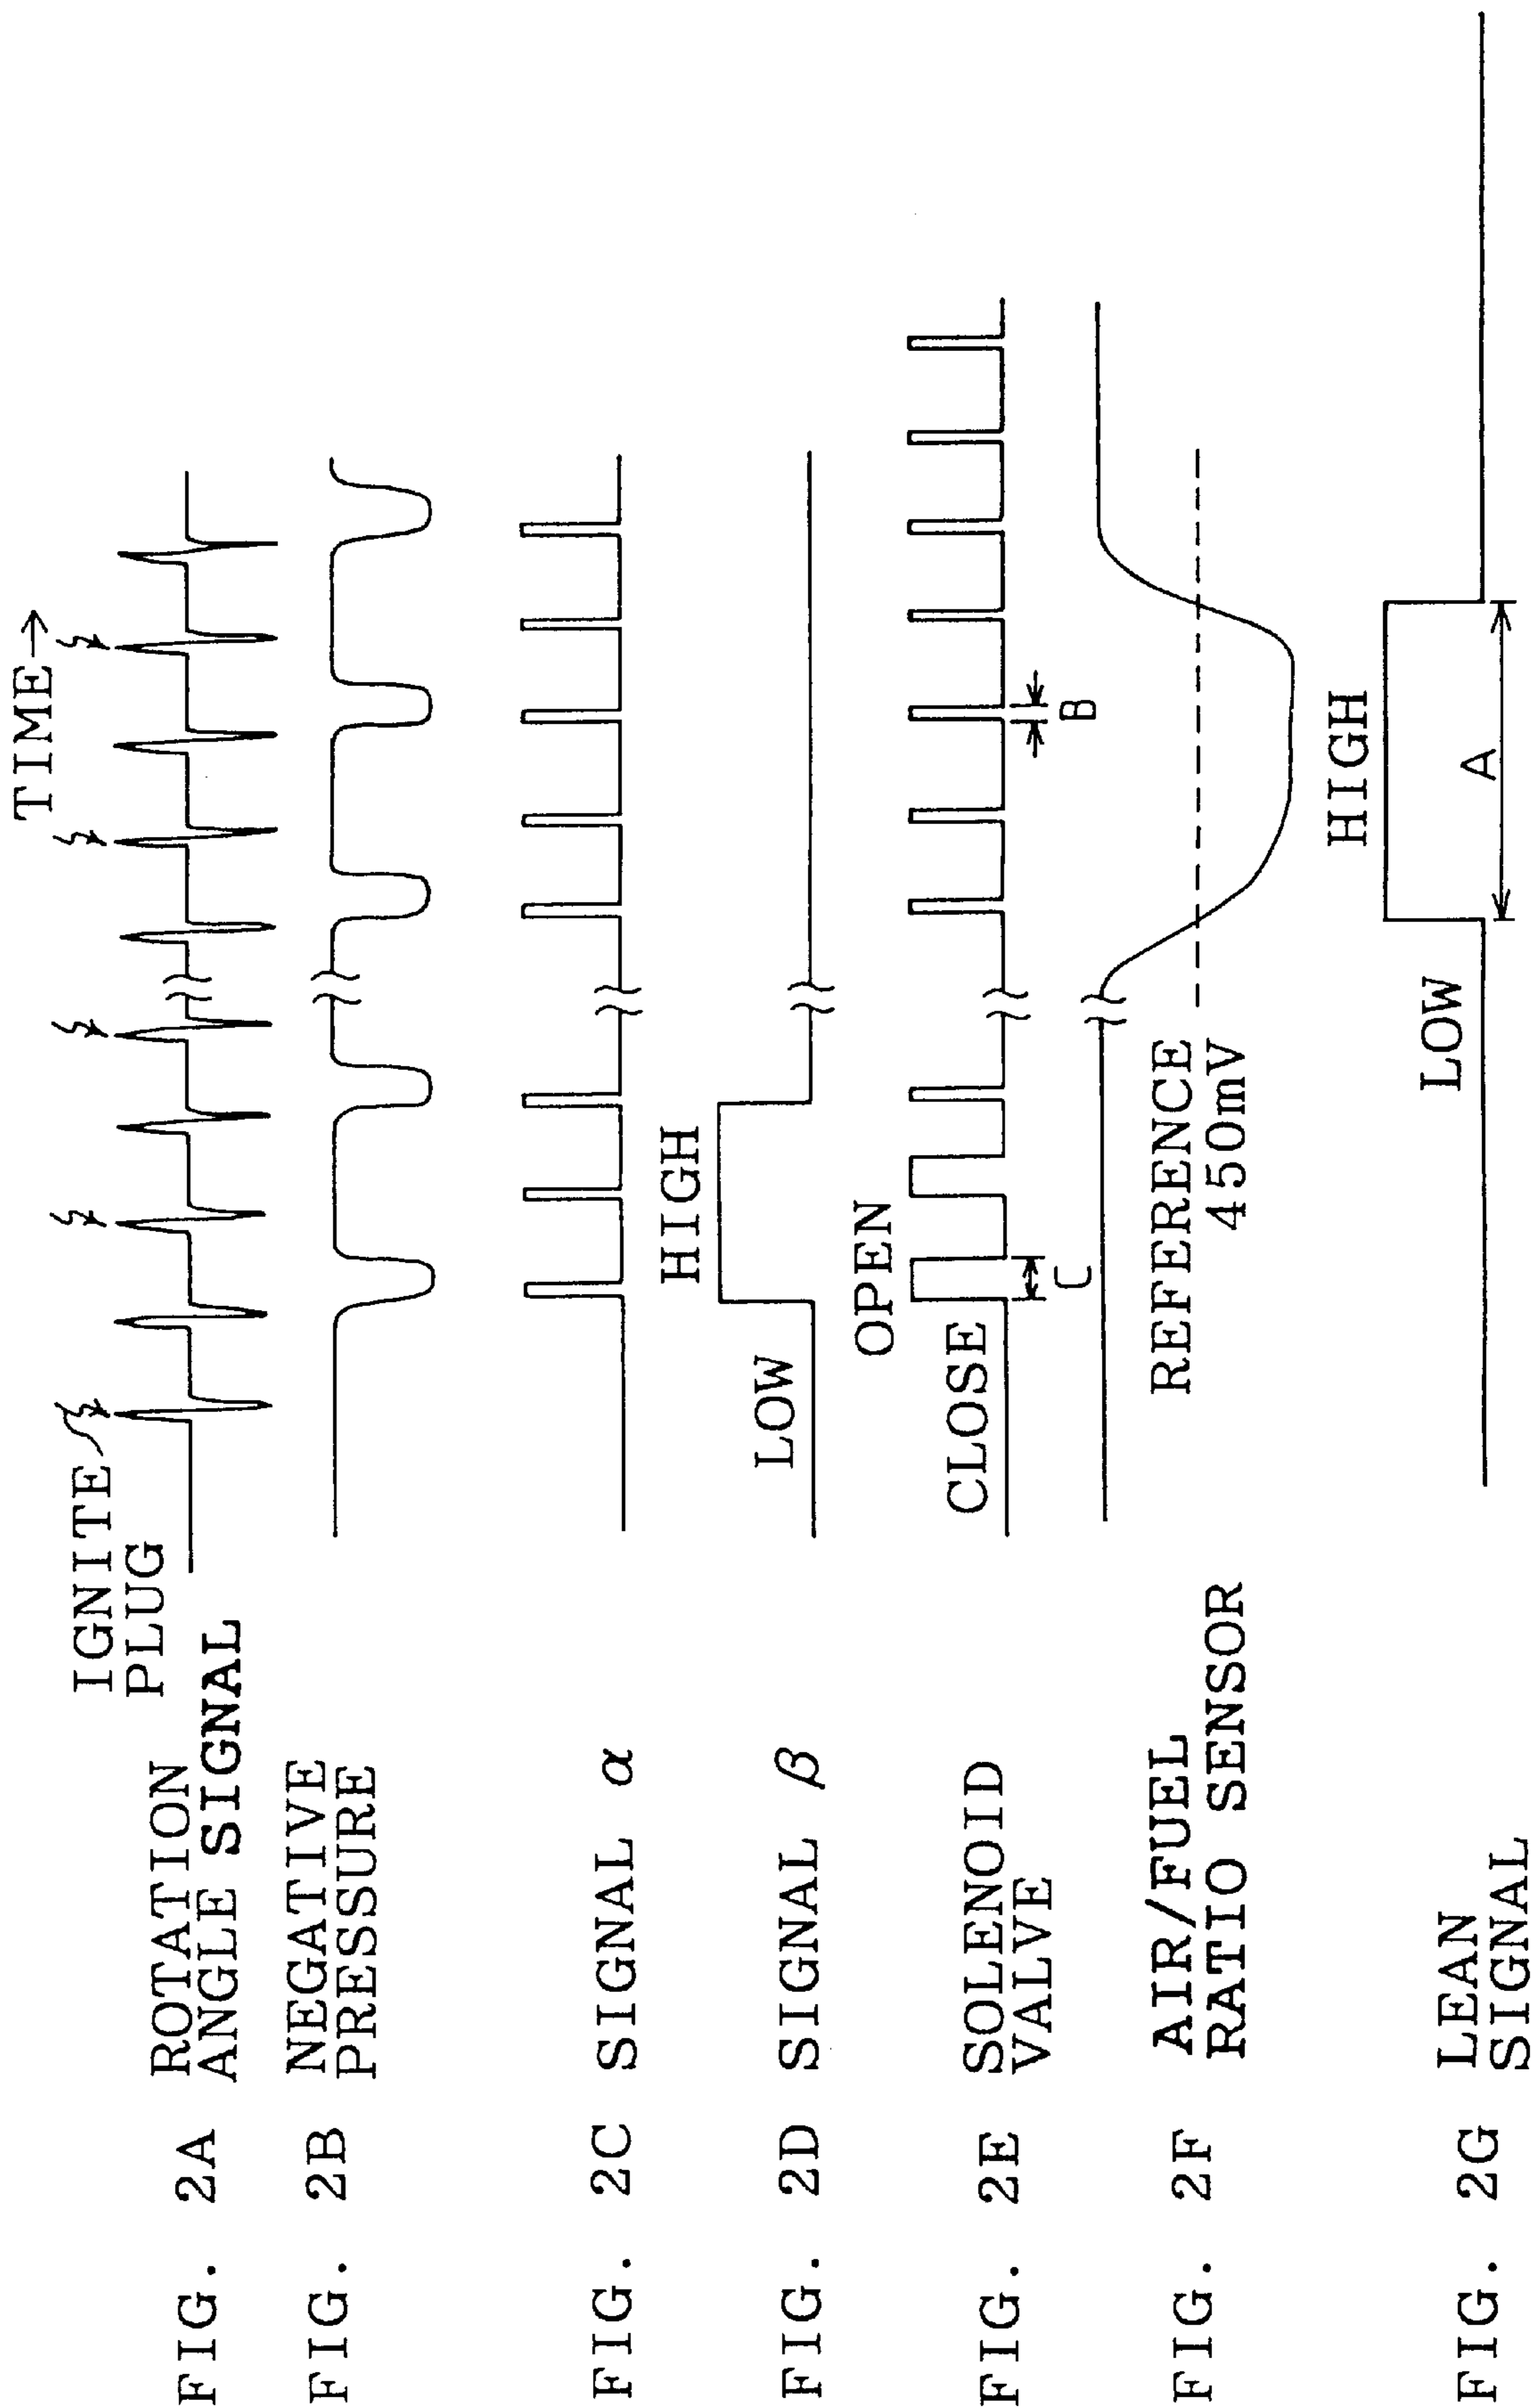 TIME→
IGNITE
PLUG
FIG. 2A ROTATION
ANGLE SIGNAL
FIG. 2B NEGATIVE
PRESSURE
FIG. 2C SIGNAL α
HIGH
LOW
FIG. 2D SIGNAL β
OPEN
CLOSE
C
B
FIG. 2E SOLENOID
VALVE
REFERENCE
450mV
FIG. 2F AIR/FUEL
RATIO SENSOR
HIGH
LOW
A
FIG. 2G LEAN
SIGNAL